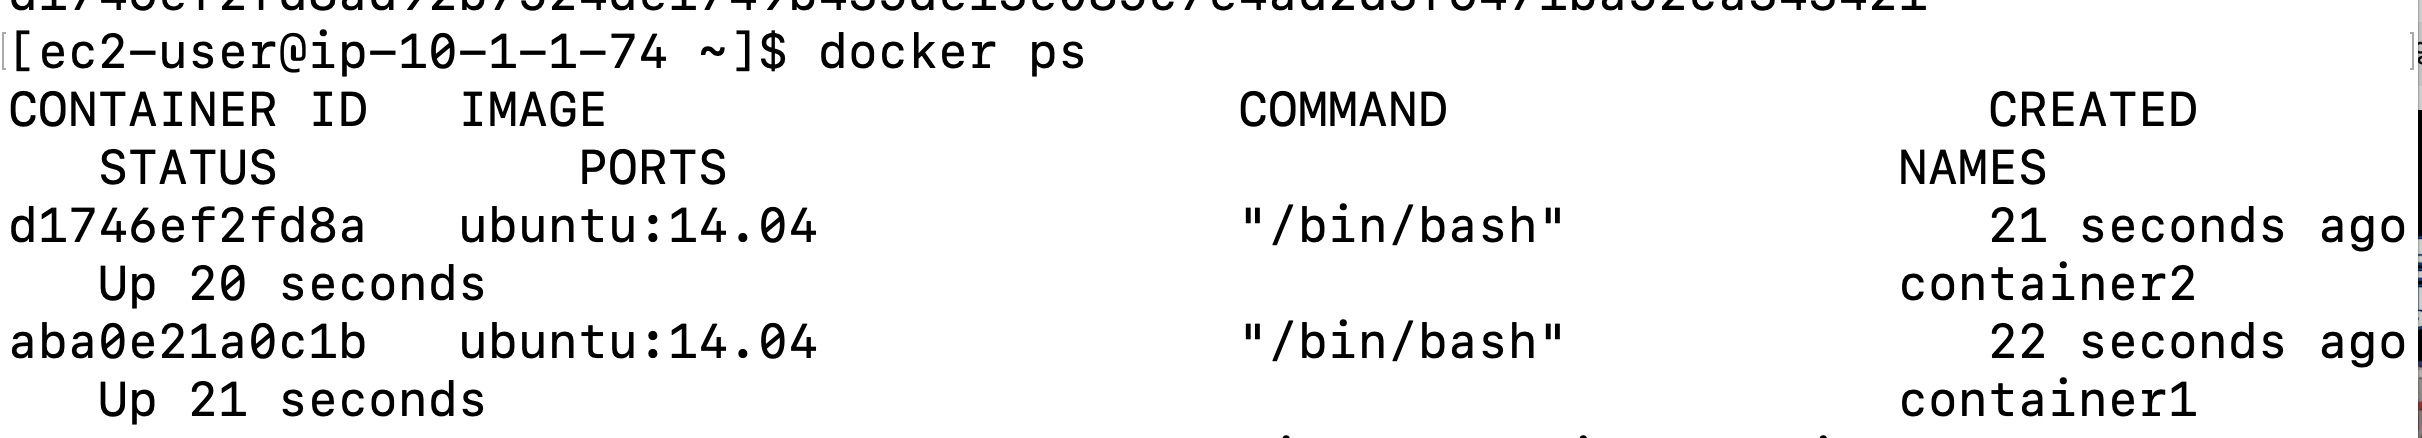 [ec2-user@ip-10-1-1-74 ~]$ docker ps
CONTAINER ID   IMAGE                     COMMAND                  CREATED
   STATUS          PORTS                                       NAMES
d1746ef2fd8a   ubuntu:14.04              "/bin/bash"              21 seconds ago
   Up 20 seconds                                               container2
aba0e21a0c1b   ubuntu:14.04              "/bin/bash"              22 seconds ago
   Up 21 seconds                                               container1